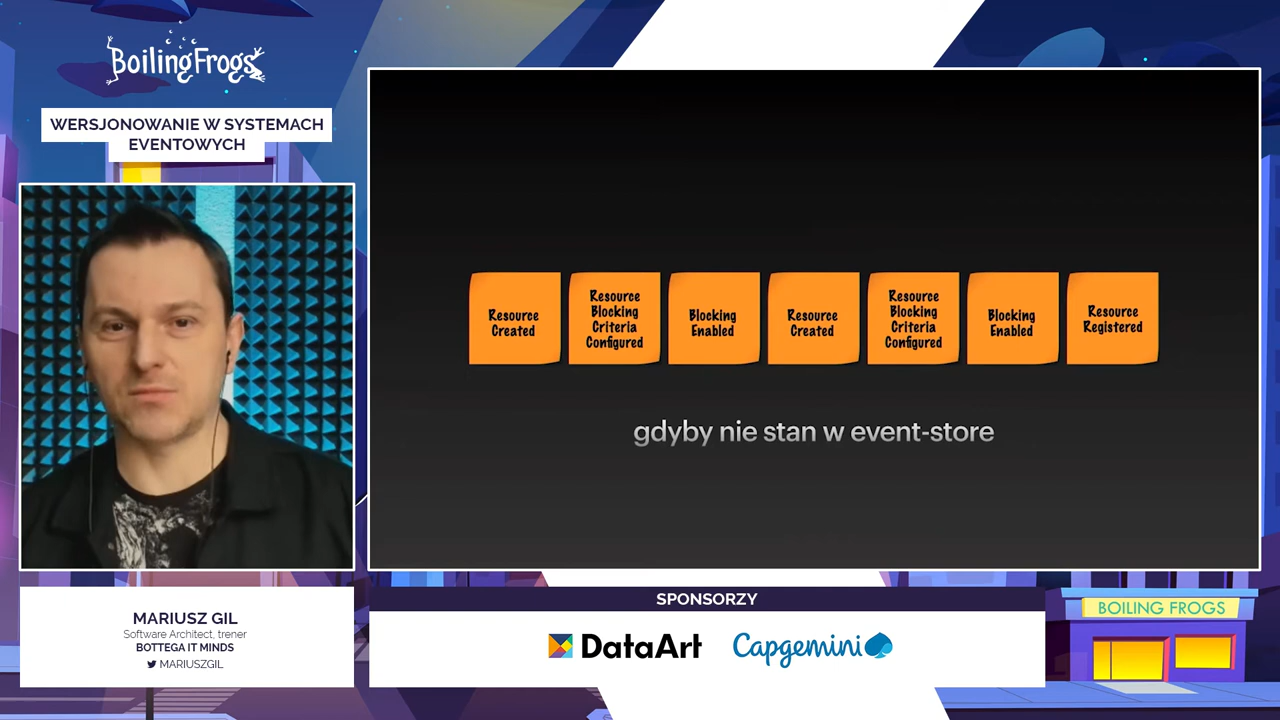 BoilingFrogs
WERSJONOWANIE W SYSTEMACH
EVENTOWYCH
Resource
Created
Resource
Blocking
Criteria
Configured
Blocking
Enabled
Resource
Created
Resource
Blocking
Criteria
Configured
Blocking
Enabled
Resource
Registered
gdyby nie stan w event-store
MARIUSZ GIL
Software Architect, trener
BOTTEGA IT MINDS
MARIUSZGIL
SPONSORZY
DataArt
Capgemini
BOILING FROGS